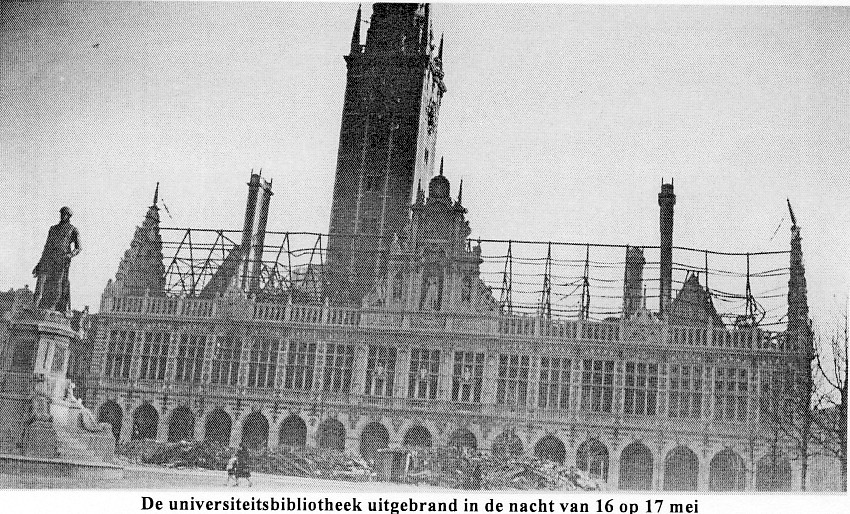 De universiteitsbibliotheek uitgebrand in de nacht van 16 op 17 mei